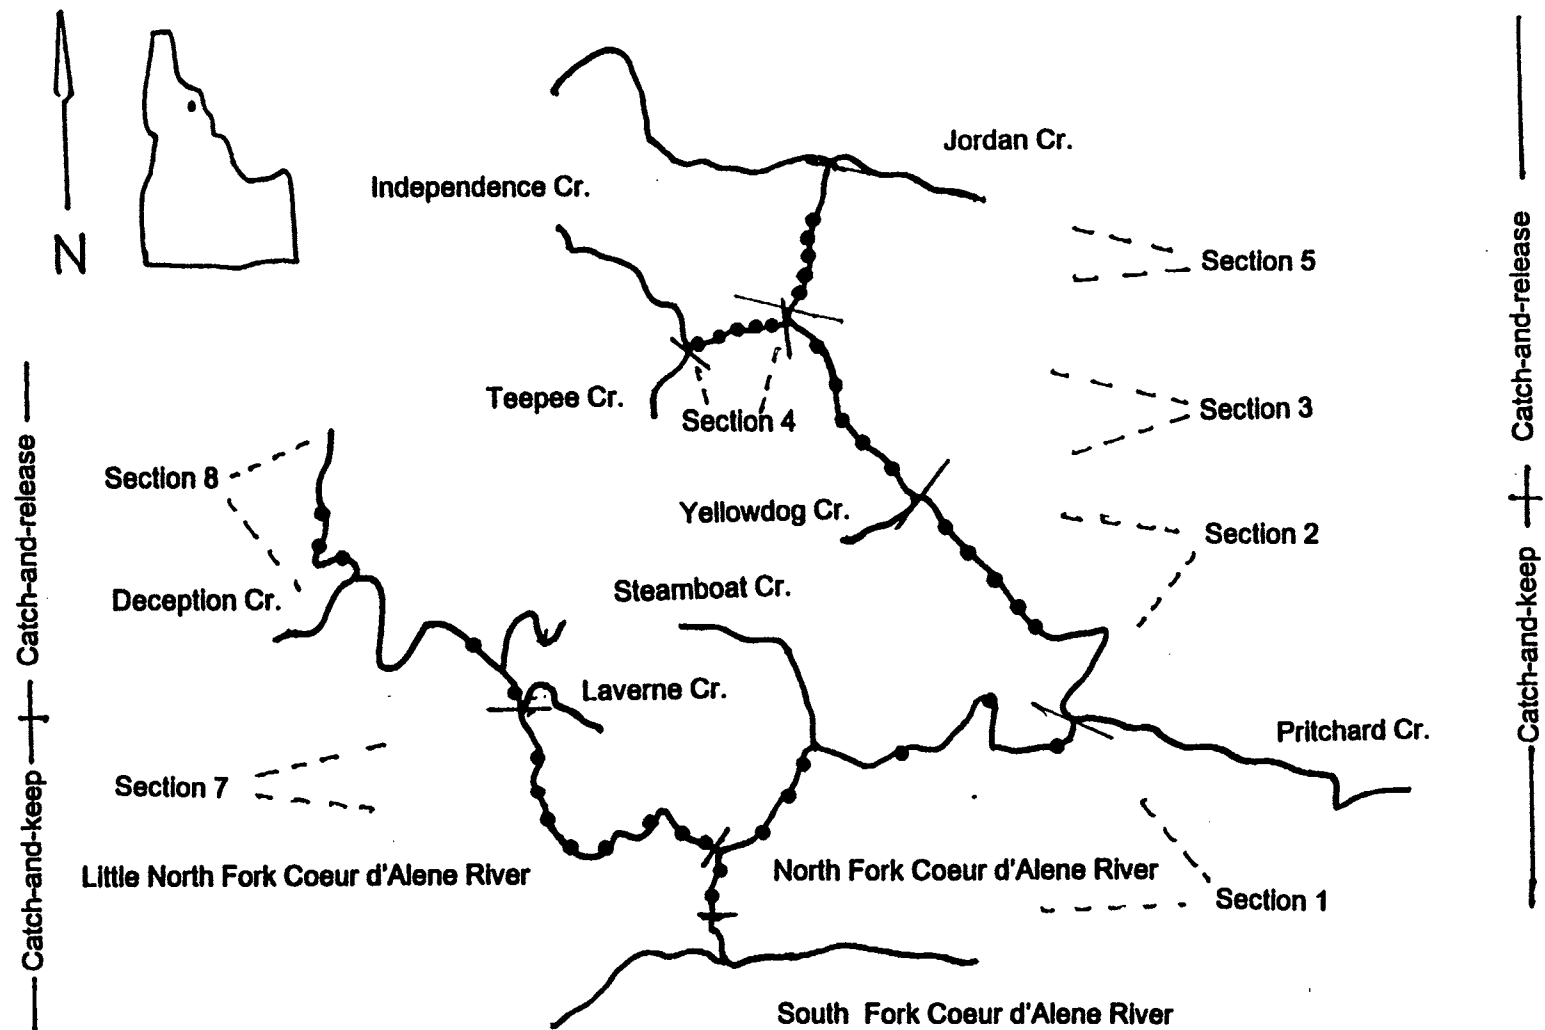 Jordan Cr.
Independence Cr.
N
Section 5
Catch-and-release
Teepee Cr.
Section 4
Section 3
Catch-and-release
Section 8
Yellowdog Cr.
Section 2
Deception Cr.
Steamboat Cr.
Catch-and-keep
Laverne Cr.
Pritchard Cr.
Section 7
Catch-and-keep
Little North Fork Coeur d'Alene River
North Fork Coeur d'Alene River
Section 1
South Fork Coeur d'Alene River